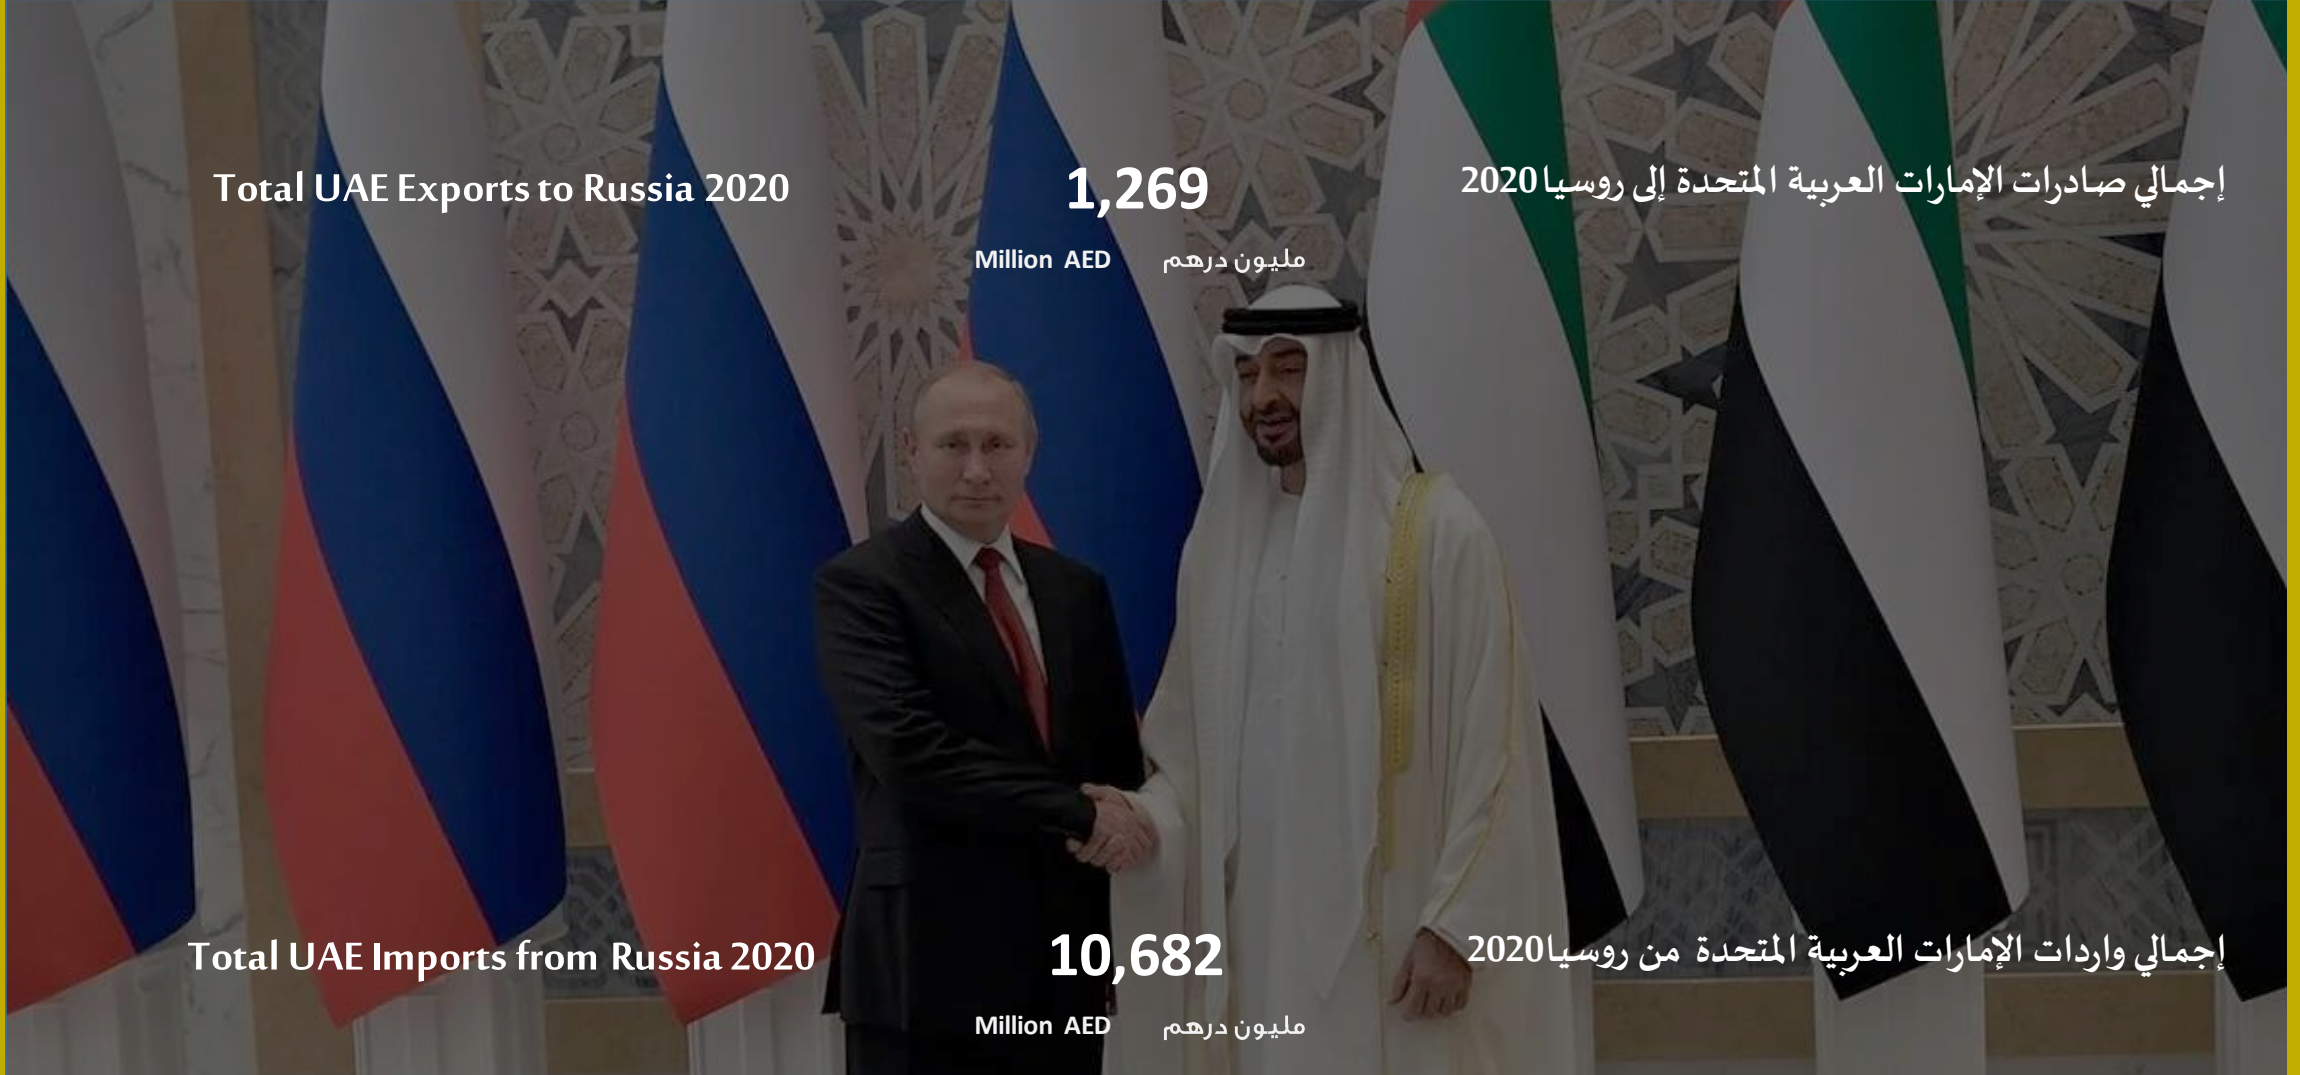 Total UAE Exports to Russia 2020
1,269
إجمالي صادرات الإمارات العربية المتحدة إلى روسيا 2020
Million AED
مليون درهم
Total UAE Imports from Russia 2020
10,682
إجمالي واردات الإمارات العربية المتحدة من روسيا2020
Million AED
مليون درهم